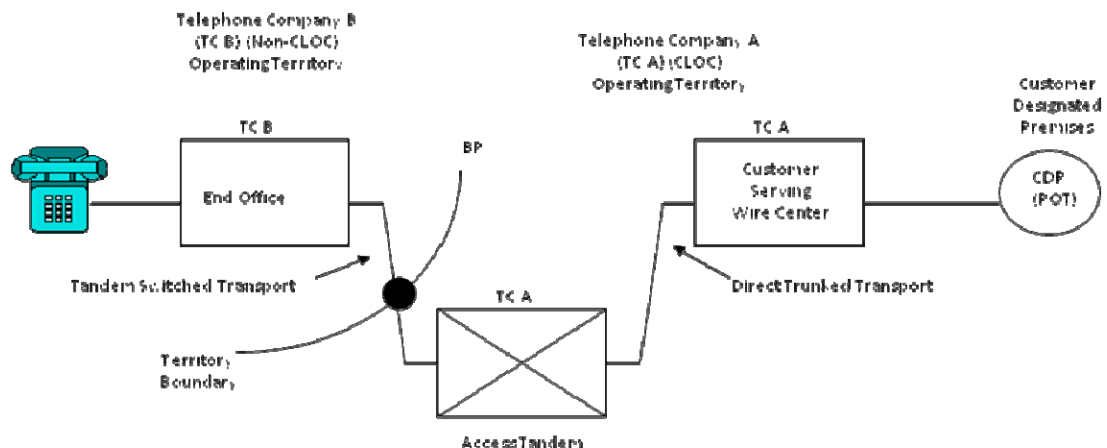 Telephone Company B
(TC B) (Non-CLOC)
Operating Territory
Telephone Company A
(TC A) (CLOC)
Operating Territory
Customer
Designated
Premises
TC B
End Office
BP
TC A
Customer
Serving
Wire Center
CDP
(POT)
Tandem Switched Transport
Direct Trunked Transport
TC A
Territory
Boundary
Access Tandem